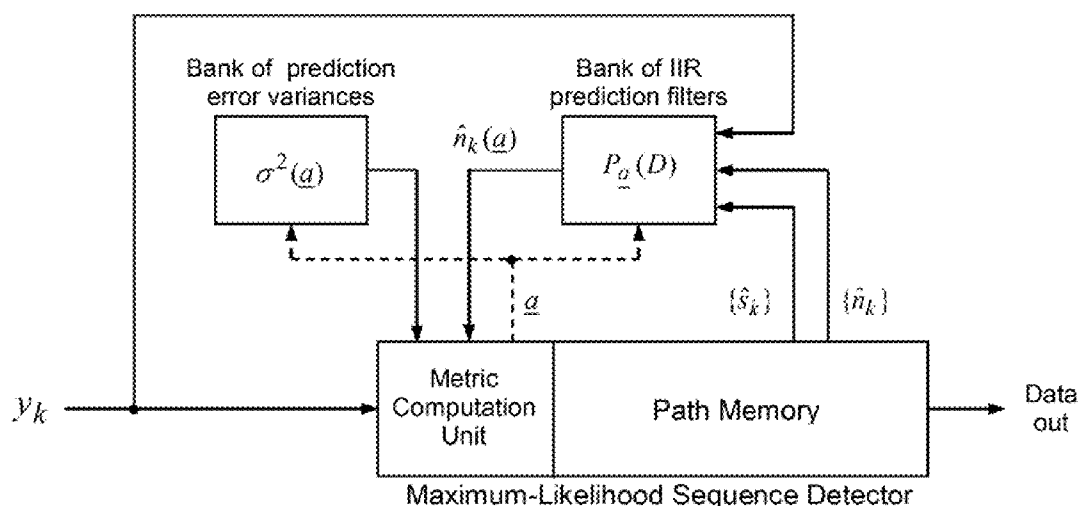 Bank of prediction
error variances
Bank of IIR
prediction filters
σ²(a̲)
n̂ₖ(a̲)
P_a̲(D)
a̲
{ŝₖ}
{n̂ₖ}
yₖ
Metric
Computation
Unit
Path Memory
Data
out
Maximum-Likelihood Sequence Detector